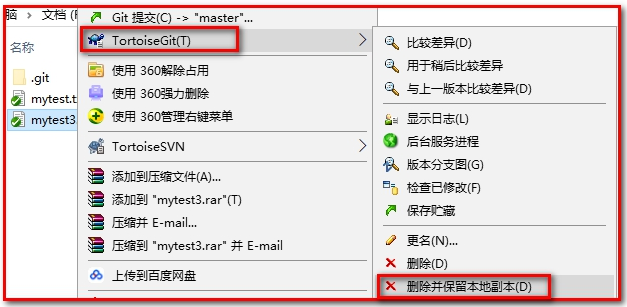 文档
名称
.git
mytest.t
mytest3.
Git 提交(C) -> "master"...
TortoiseGit(T)
使用 360解除占用
使用 360强力删除
使用 360管理右键菜单
TortoiseSVN
添加到压缩文件(A)...
添加到 "mytest3.rar"(T)
压缩并 E-mail...
压缩到 "mytest3.rar" 并 E-mail
上传到百度网盘
比较差异(D)
用于稍后比较差异
与上一版本比较差异(D)
显示日志(L)
后台服务进程
版本分支图(G)
检查已修改(F)
保存贮藏
更名(N)...
删除(D)
删除并保留本地副本(D)